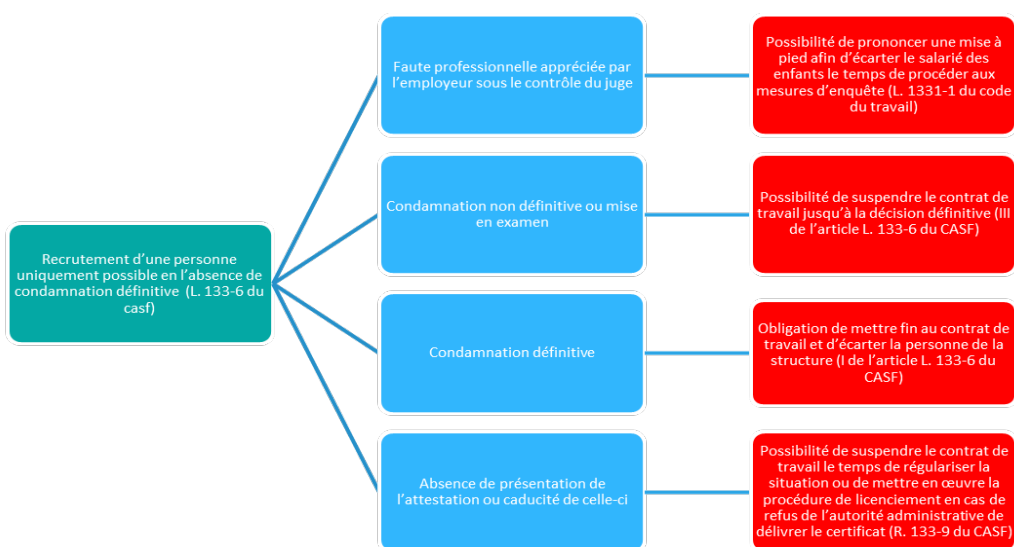 Recrutement d'une personne
uniquement possible en l'absence de
condamnation définitive (L. 133-6 du
casf)
Faute professionnelle appréciée par
l'employeur sous le contrôle du juge
Possibilité de prononcer une mise à
pied afin d'écarter le salarié des
enfants le temps de procéder aux
mesures d'enquête (L. 1331-1 du code
du travail)
Condamnation non définitive ou mise
en examen
Possibilité de suspendre le contrat de
travail jusqu'à la décision définitive (III
de l'article L. 133-6 du CASF)
Condamnation définitive
Obligation de mettre fin au contrat de
travail et d'écarter la personne de la
structure (I de l'article L. 133-6 du
CASF)
Absence de présentation de
l'attestation ou caducité de celle-ci
Possibilité de suspendre le contrat de
travail le temps de régulariser la
situation ou de mettre en œuvre la
procédure de licenciement en cas de
refus de l'autorité administrative de
délivrer le certificat (R. 133-9 du CASF)